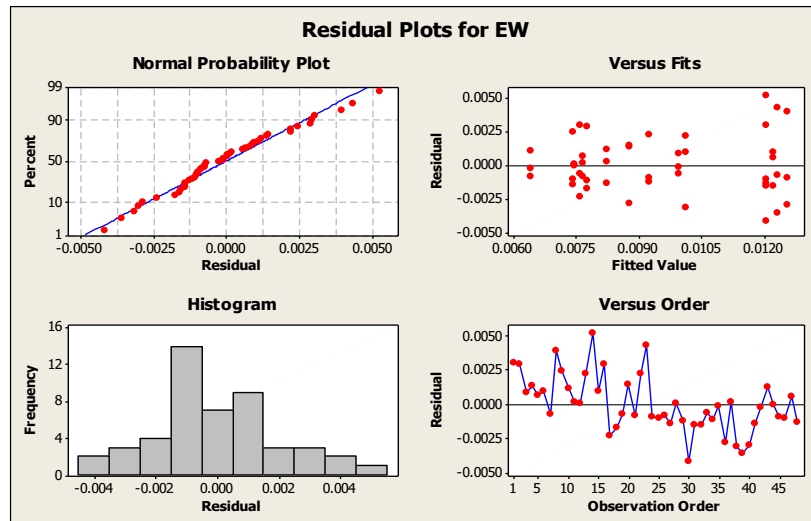 Residual Plots for EW
Normal Probability Plot
99
90
50
10
1
Percent
-0.0050 -0.0025 0.0000 0.0025 0.0050
Residual
Versus Fits
0.0050
0.0025
0.0000
-0.0025
-0.0050
Residual
0.0060 0.0075 0.0090 0.0105 0.0120
Fitted Value
Histogram
16
12
8
4
0
Frequency
-0.004 -0.002 0.000 0.002 0.004
Residual
Versus Order
0.0050
0.0025
0.0000
-0.0025
-0.0050
Residual
1 5 10 15 20 25 30 35 40 45
Observation Order